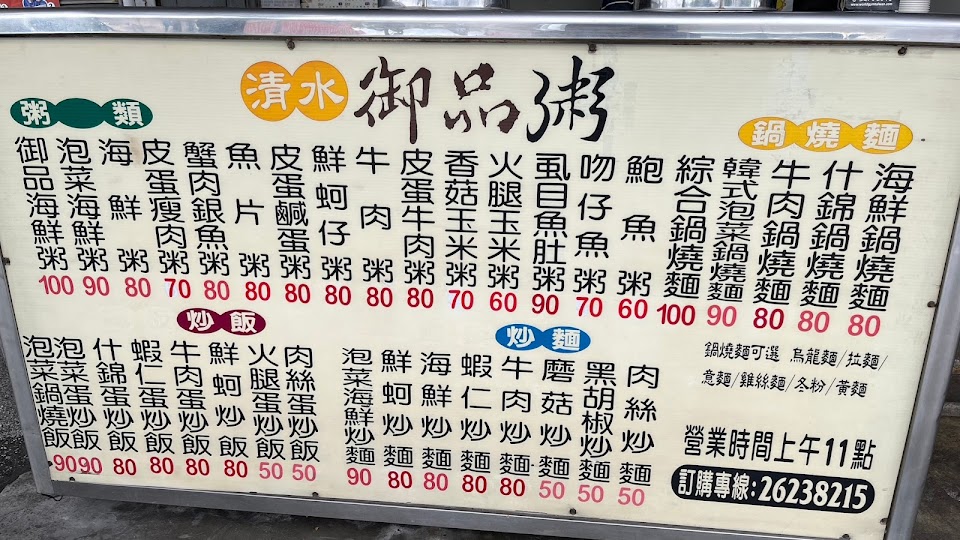 清水 御品粥
粥類
御品海鮮粥 100
泡菜海鮮粥 90
海鮮粥 80
皮蛋瘦肉粥 70
蟹肉銀魚粥 80
魚片粥 80
皮蛋鹹蛋粥 80
鮮蚵仔粥 80
牛肉粥 80
皮蛋牛肉粥 80
香菇玉米粥 70
火腿玉米粥 60
虱目魚肚粥 90
吻仔魚粥 70
鮑魚粥 60
鍋燒麵
綜合鍋燒麵 100
韓式泡菜鍋燒麵 90
牛肉鍋燒麵 80
什錦鍋燒麵 80
海鮮鍋燒麵 80
炒飯
泡菜鍋燒飯 90
泡菜蛋炒飯 90
什錦蛋炒飯 80
蝦仁蛋炒飯 80
牛肉蛋炒飯 80
鮮蚵炒飯 80
火腿蛋炒飯 50
肉絲蛋炒飯 50
炒麵
泡菜海鮮炒麵 90
鮮蚵炒麵 80
海鮮炒麵 80
蝦仁炒麵 80
牛肉炒麵 80
磨菇炒麵 50
黑胡椒炒麵 50
肉絲炒麵 50
鍋燒麵可選 烏龍麵/拉麵/
意麵/雞絲麵/冬粉/黃麵
營業時間上午11點
訂購專線:26238215